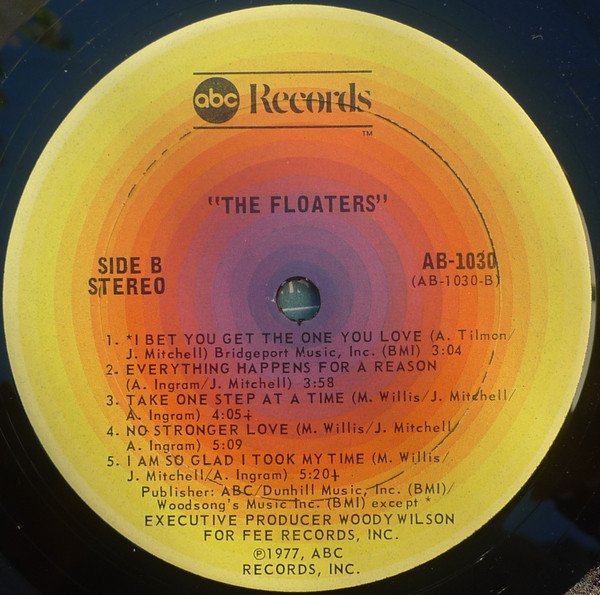 abc Records
TM
"THE FLOATERS"
SIDE B
STEREO
AB-1030
(AB-1030-B)
1. *I BET YOU GET THE ONE YOU LOVE (A. Tilmon/
J. Mitchell) Bridgeport Music, Inc. (BMI) 3:04
2. EVERYTHING HAPPENS FOR A REASON
(A. Ingram/J. Mitchell) 3:58
3. TAKE ONE STEP AT A TIME (M. Willis/J. Mitchell/
A. Ingram) 4:05+
4. NO STRONGER LOVE (M. Willis/J. Mitchell/
A. Ingram) 5:09
5. I AM SO GLAD I TOOK MY TIME (M. Willis/
J. Mitchell/A. Ingram) 5:20+
Publisher: ABC/Dunhill Music, Inc. (BMI)/
Woodsong's Music Inc. (BMI) except *
EXECUTIVE PRODUCER WOODY WILSON
FOR FEE RECORDS, INC.
℗1977, ABC
RECORDS, INC.